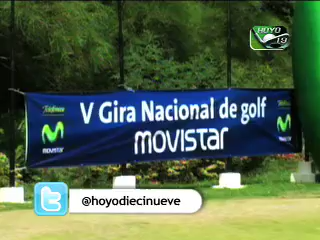 HOYO
19
Telefónica
V Gira Nacional de golf
movistar
movistar
movistar
@hoyodiecinueve